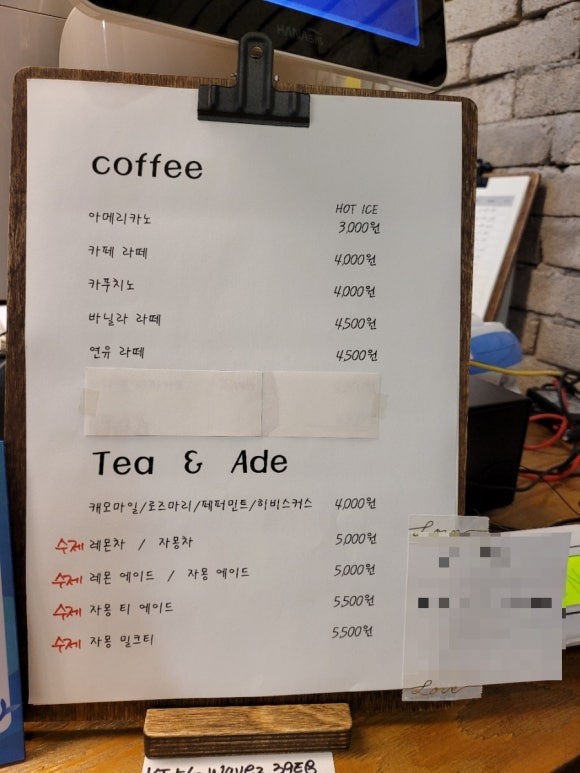 HANASIS
coffee
HOT ICE
아메리카노 3,000원
카페 라떼 4,000원
카푸치노 4,000원
바닐라 라떼 4,500원
연유 라떼 4,500원
Tea & Ade
캐모마일/로즈마리/페퍼민트/히비스커스 4,000원
수제 레몬차 / 자몽차 5,000원
수제 레몬 에이드 / 자몽 에이드 5,000원
수제 자몽 티 에이드 5,500원
수제 자몽 밀크티 5,500원
Love